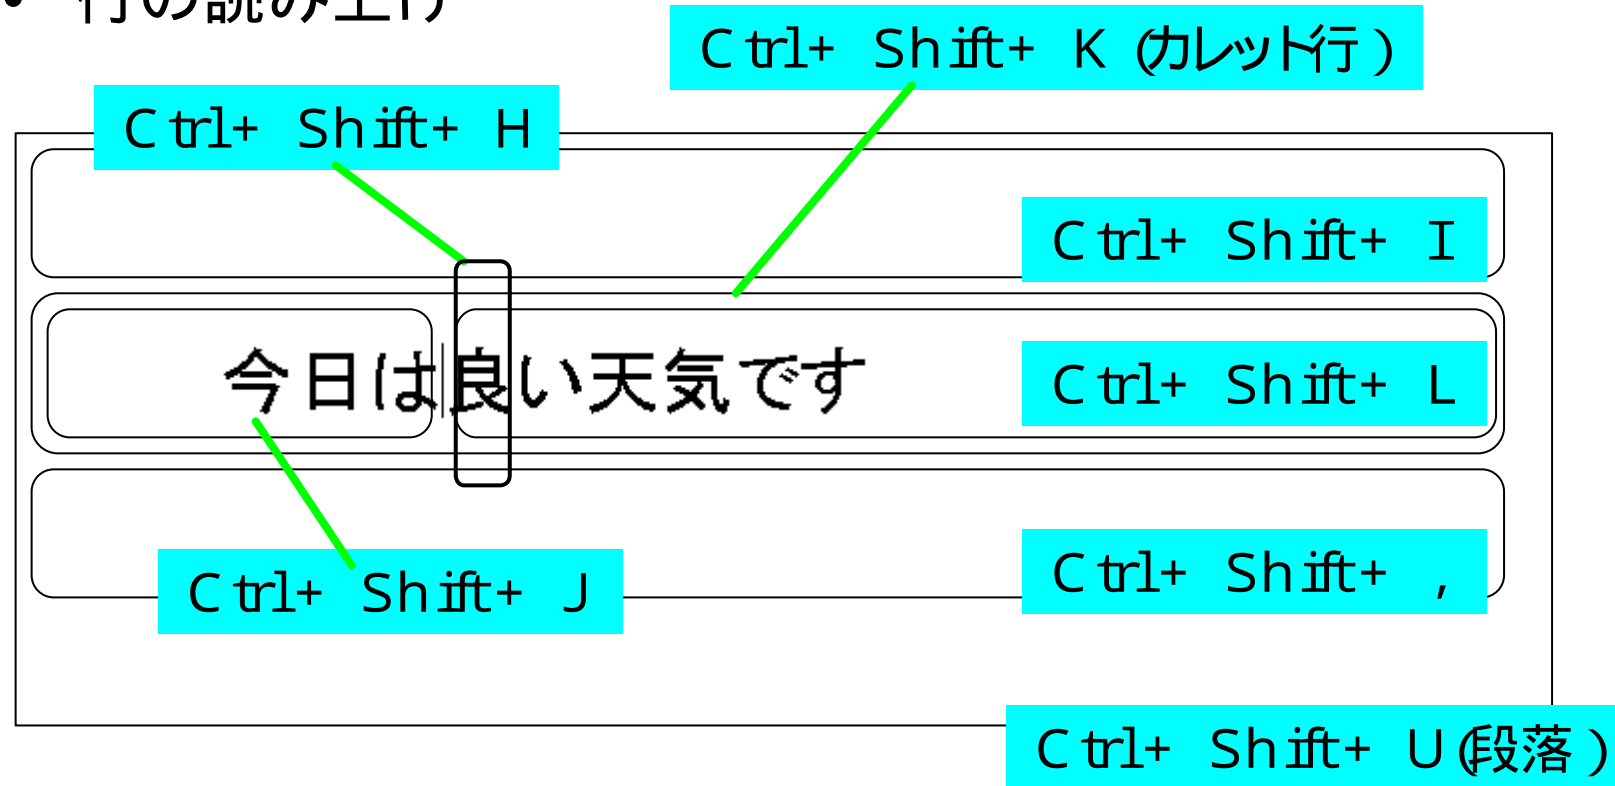 • 行の読み上げ
Ctrl+ Shift+ K (カレット行)
Ctrl+ Shift+ H
Ctrl+ Shift+ I
今日は良い天気です
Ctrl+ Shift+ L
Ctrl+ Shift+ J
Ctrl+ Shift+ ,
Ctrl+ Shift+ U(段落)